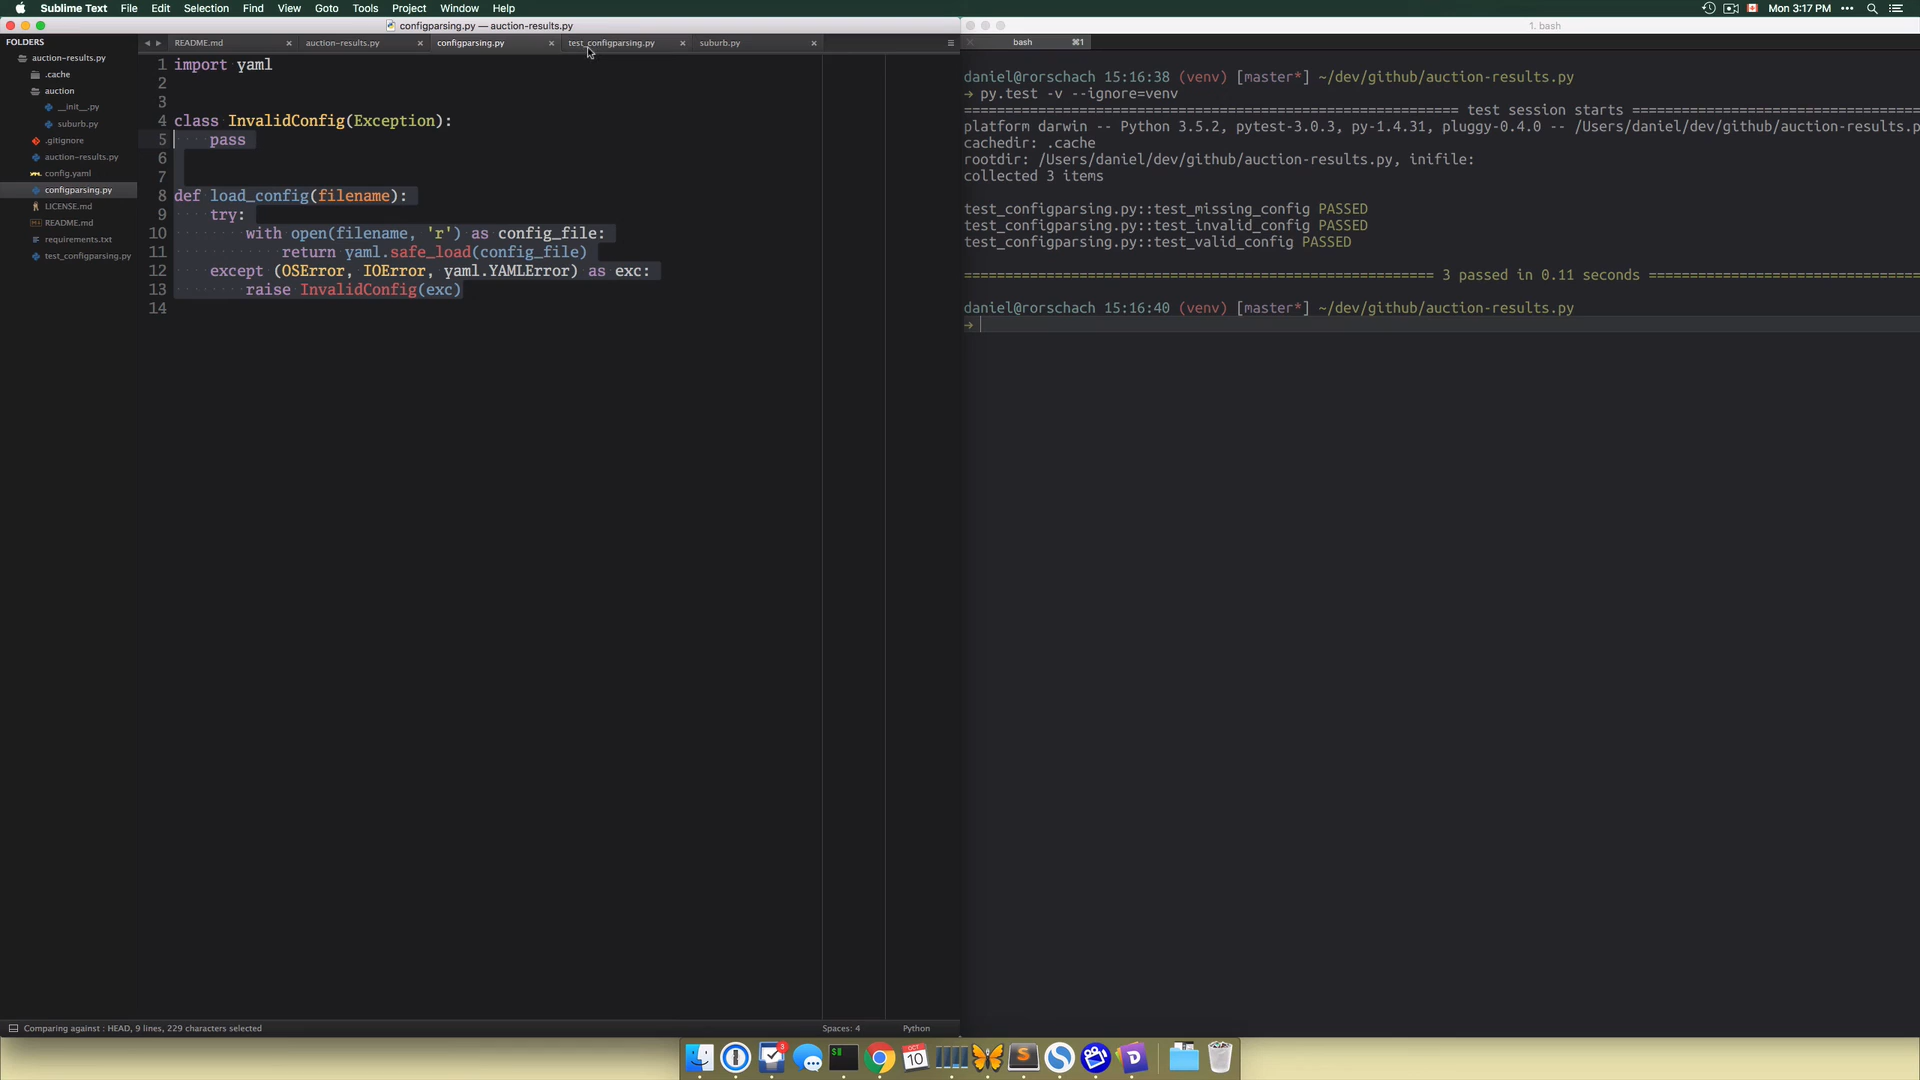 Sublime Text File Edit Selection Find View Goto Tools Project Window Help
Mon 3:17 PM
configparsing.py — auction-results.py
1. bash
FOLDERS
auction-results.py
.cache
auction
__init__.py
suburb.py
.gitignore
auction-results.py
config.yaml
configparsing.py
LICENSE.md
README.md
requirements.txt
test_configparsing.py
README.md auction-results.py configparsing.py test_configparsing.py suburb.py
1 import yaml
2
3
4 class InvalidConfig(Exception):
5 pass
6
7
8 def load_config(filename):
9 try:
10 with open(filename, 'r') as config_file:
11 return yaml.safe_load(config_file)
12 except (OSError, IOError, yaml.YAMLError) as exc:
13 raise InvalidConfig(exc)
14
Comparing against : HEAD, 9 lines, 229 characters selected
Spaces: 4 Python
bash ⌘1
daniel@rorschach 15:16:38 (venv) [master*] ~/dev/github/auction-results.py
→ py.test -v --ignore=venv
======================================================= test session starts ==============================
platform darwin -- Python 3.5.2, pytest-3.0.3, py-1.4.31, pluggy-0.4.0 -- /Users/daniel/dev/github/auction-results.p
cachedir: .cache
rootdir: /Users/daniel/dev/github/auction-results.py, inifile:
collected 3 items
test_configparsing.py::test_missing_config PASSED
test_configparsing.py::test_invalid_config PASSED
test_configparsing.py::test_valid_config PASSED
==================================================== 3 passed in 0.11 seconds ==============================
daniel@rorschach 15:16:40 (venv) [master*] ~/dev/github/auction-results.py
→
3
OCT
10